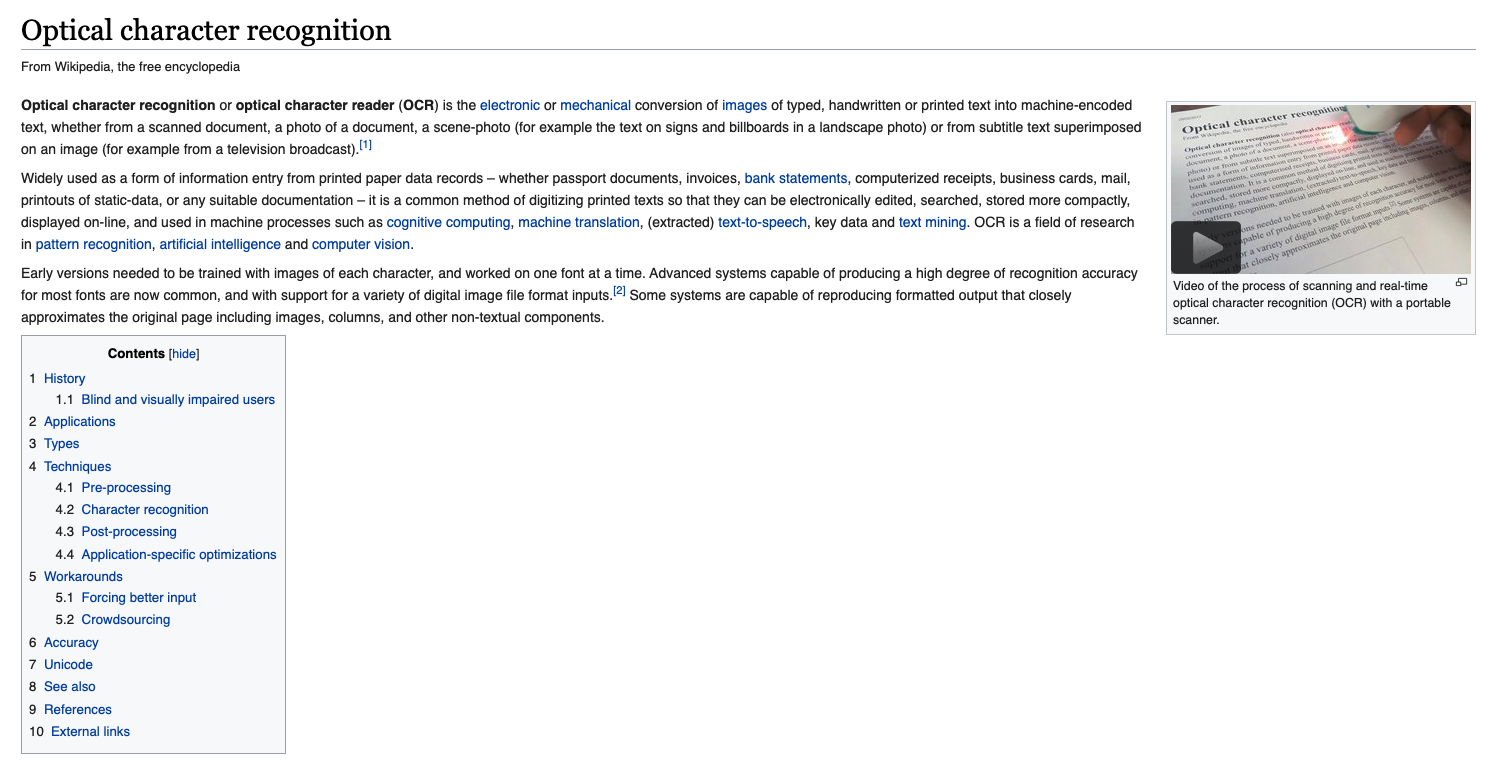 Optical character recognition
From Wikipedia, the free encyclopedia
Optical character recognition or optical character reader (OCR) is the electronic or mechanical conversion of images of typed, handwritten or printed text into machine-encoded
text, whether from a scanned document, a photo of a document, a scene-photo (for example the text on signs and billboards in a landscape photo) or from subtitle text superimposed
on an image (for example from a television broadcast).[1]
Widely used as a form of information entry from printed paper data records – whether passport documents, invoices, bank statements, computerized receipts, business cards, mail,
printouts of static-data, or any suitable documentation – it is a common method of digitizing printed texts so that they can be electronically edited, searched, stored more compactly,
displayed on-line, and used in machine processes such as cognitive computing, machine translation, (extracted) text-to-speech, key data and text mining. OCR is a field of research
in pattern recognition, artificial intelligence and computer vision.
Early versions needed to be trained with images of each character, and worked on one font at a time. Advanced systems capable of producing a high degree of recognition accuracy
for most fonts are now common, and with support for a variety of digital image file format inputs.[2] Some systems are capable of reproducing formatted output that closely
approximates the original page including images, columns, and other non-textual components.
Optical character recognition
From Wikipedia, the free encyclopedia
Video of the process of scanning and real-time
optical character recognition (OCR) with a portable
scanner.
Contents [hide]
1 History
1.1 Blind and visually impaired users
2 Applications
3 Types
4 Techniques
4.1 Pre-processing
4.2 Character recognition
4.3 Post-processing
4.4 Application-specific optimizations
5 Workarounds
5.1 Forcing better input
5.2 Crowdsourcing
6 Accuracy
7 Unicode
8 See also
9 References
10 External links